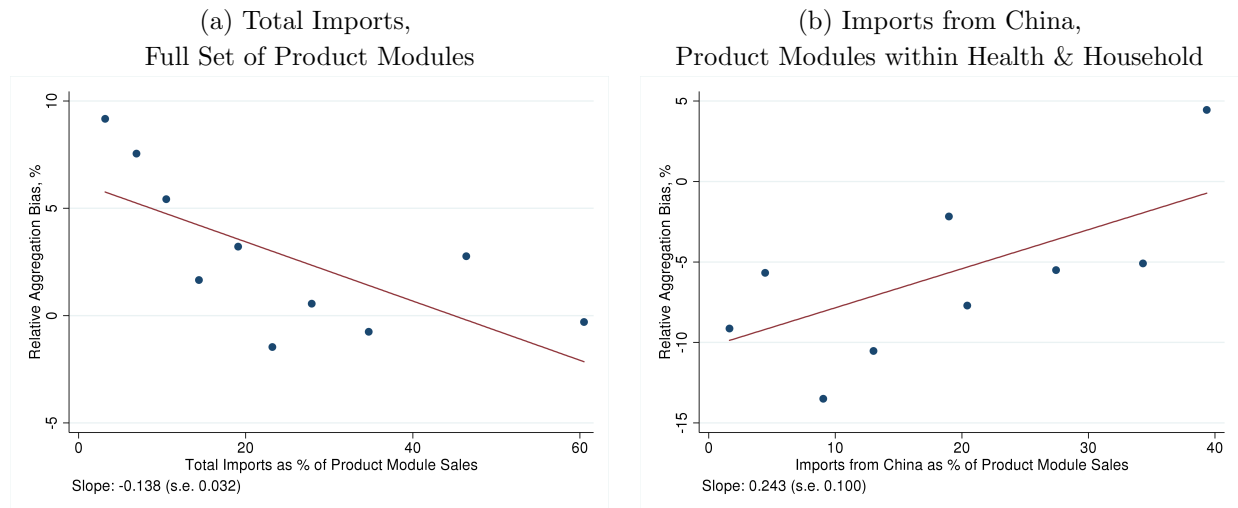 (a) Total Imports,
Full Set of Product Modules
Relative Aggregation Bias, %
10
5
0
-5
0 20 40 60
Total Imports as % of Product Module Sales
Slope: -0.138 (s.e. 0.032)
(b) Imports from China,
Product Modules within Health & Household
Relative Aggregation Bias, %
5
0
-5
-10
-15
0 10 20 30 40
Imports from China as % of Product Module Sales
Slope: 0.243 (s.e. 0.100)